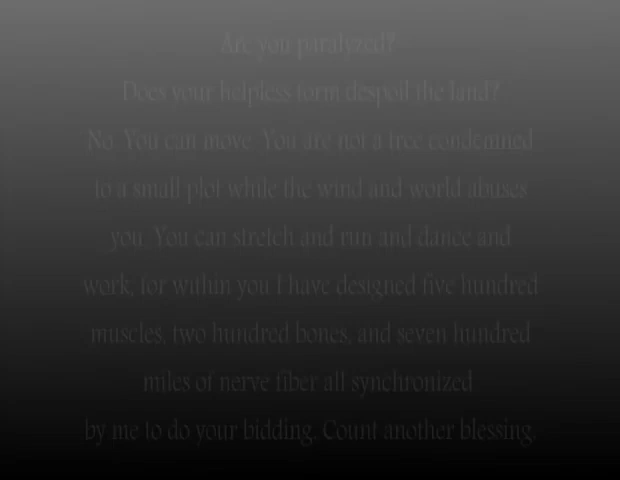 Are you paralyzed?
Does your helpless form despoil the land?
No. You can move. You are not a tree condemned
to a small plot while the wind and world abuses
you. You can stretch and run and dance and
work, for within you I have designed five hundred
muscles, two hundred bones, and seven hundred
miles of nerve fiber all synchronized
by me to do your bidding. Count another blessing.